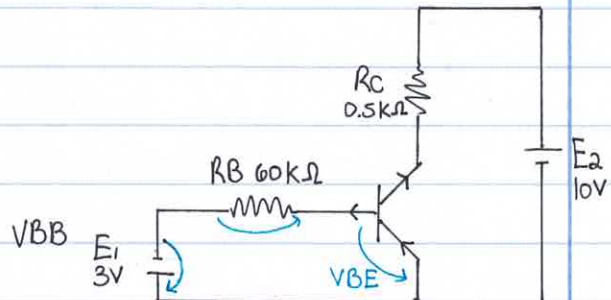 RC
0.5KΩ
E2
10V
RB 60KΩ
VBB
E1
3V
VBE